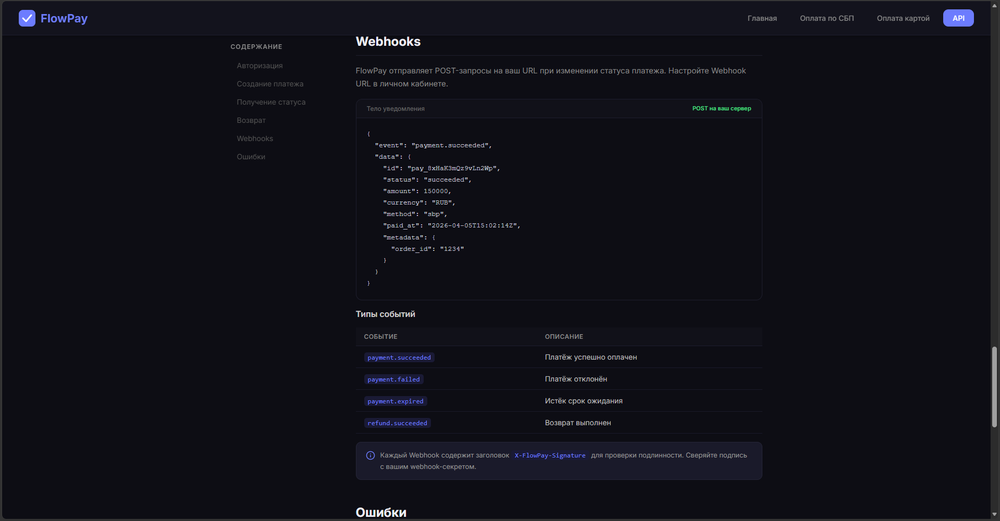 FlowPay
Главная
Оплата по СБП
Оплата картой
API
СОДЕРЖАНИЕ
Авторизация
Создание платежа
Получение статуса
Возврат
Webhooks
Ошибки
Webhooks
FlowPay отправляет POST-запросы на ваш URL при изменении статуса платежа. Настройте Webhook
URL в личном кабинете.
Тело уведомления
POST на ваш сервер
{
  "event": "payment.succeeded",
  "data": {
    "id": "pay_8xHaK3mQz9vLn2Wp",
    "status": "succeeded",
    "amount": 150000,
    "currency": "RUB",
    "method": "sbp",
    "paid_at": "2026-04-05T15:02:14Z",
    "metadata": {
      "order_id": "1234"
    }
  }
}
Типы событий
СОБЫТИЕ ОПИСАНИЕ
payment.succeeded Платёж успешно оплачен
payment.failed Платёж отклонён
payment.expired Истёк срок ожидания
refund.succeeded Возврат выполнен
Каждый Webhook содержит заголовок X-FlowPay-Signature для проверки подлинности. Сверяйте подпись
с вашим webhook-секретом.
Ошибки